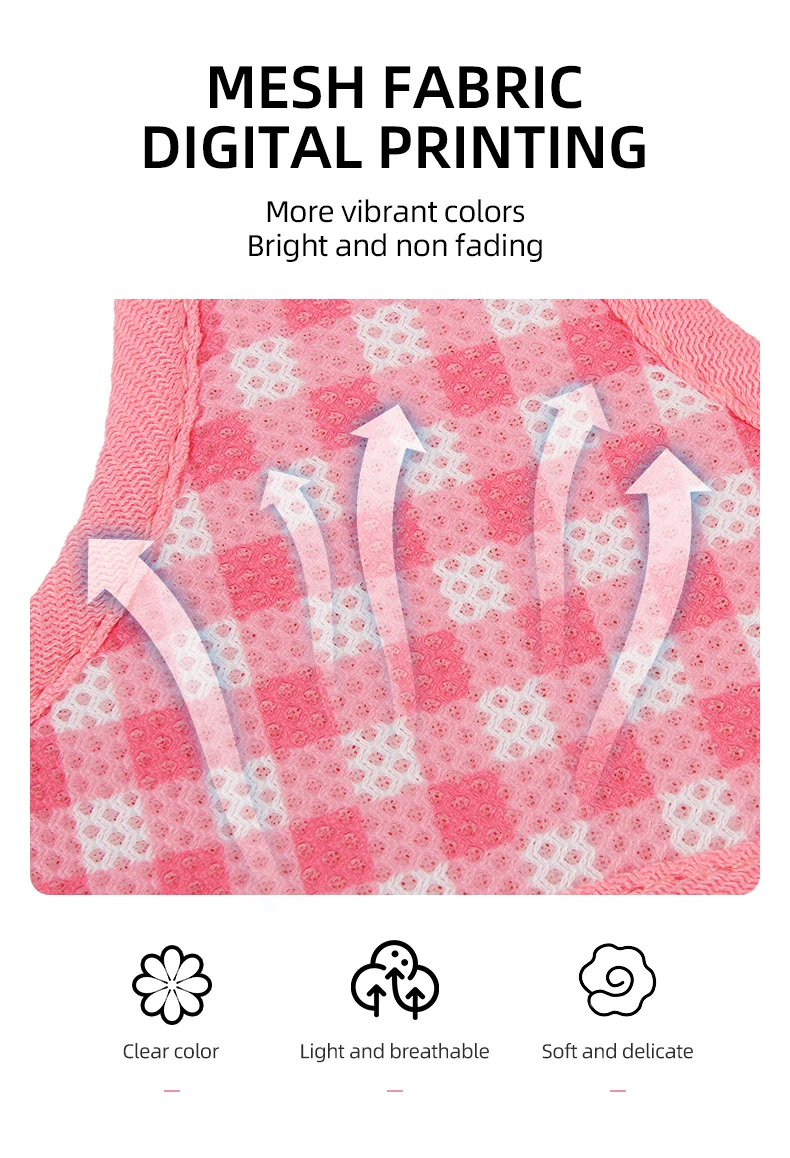 MESH FABRIC
DIGITAL PRINTING
More vibrant colors
Bright and non fading
Clear color
Light and breathable
Soft and delicate